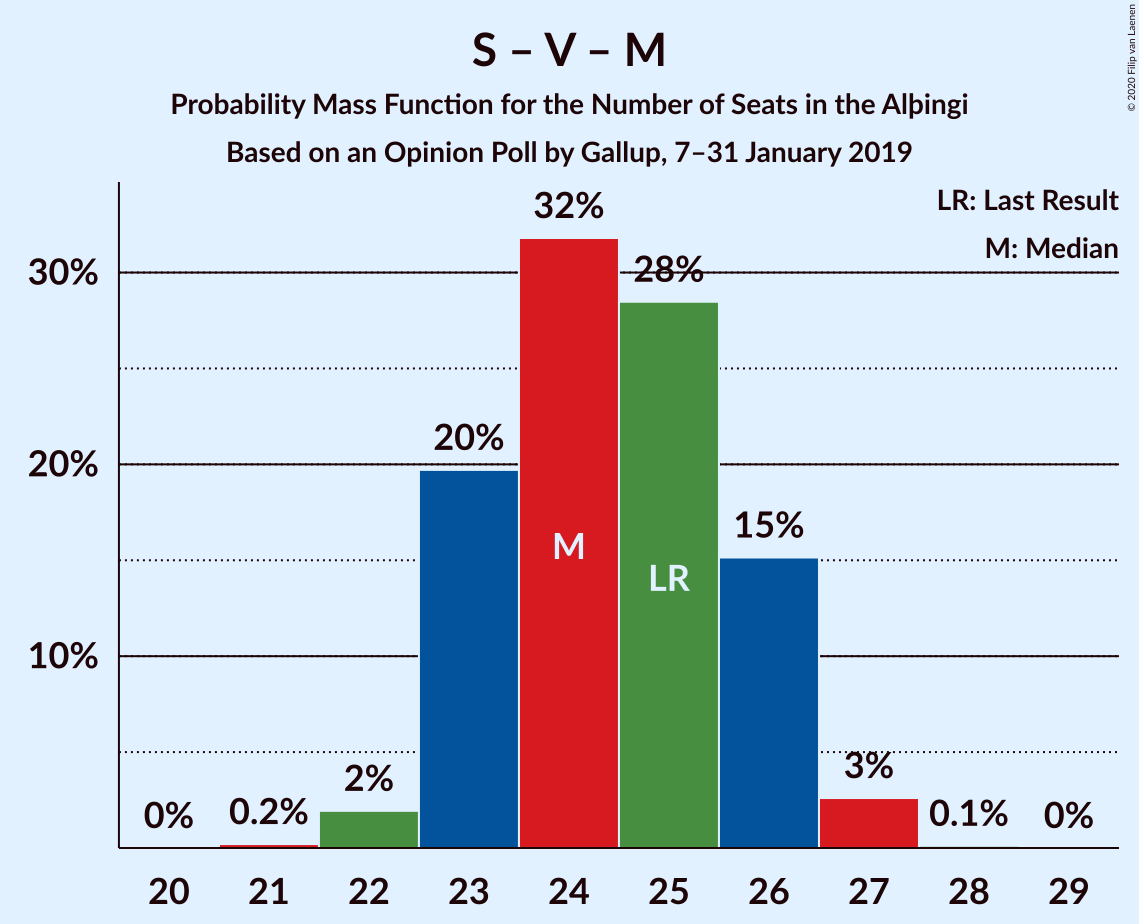 S – V – M
Probability Mass Function for the Number of Seats in the Alþingi
Based on an Opinion Poll by Gallup, 7–31 January 2019
© 2020 Filip van Laenen
LR: Last Result
M: Median
30%
20%
10%
0%
0.2%
2%
20%
32%
28%
15%
3%
0.1%
0%
M
LR
20 21 22 23 24 25 26 27 28 29